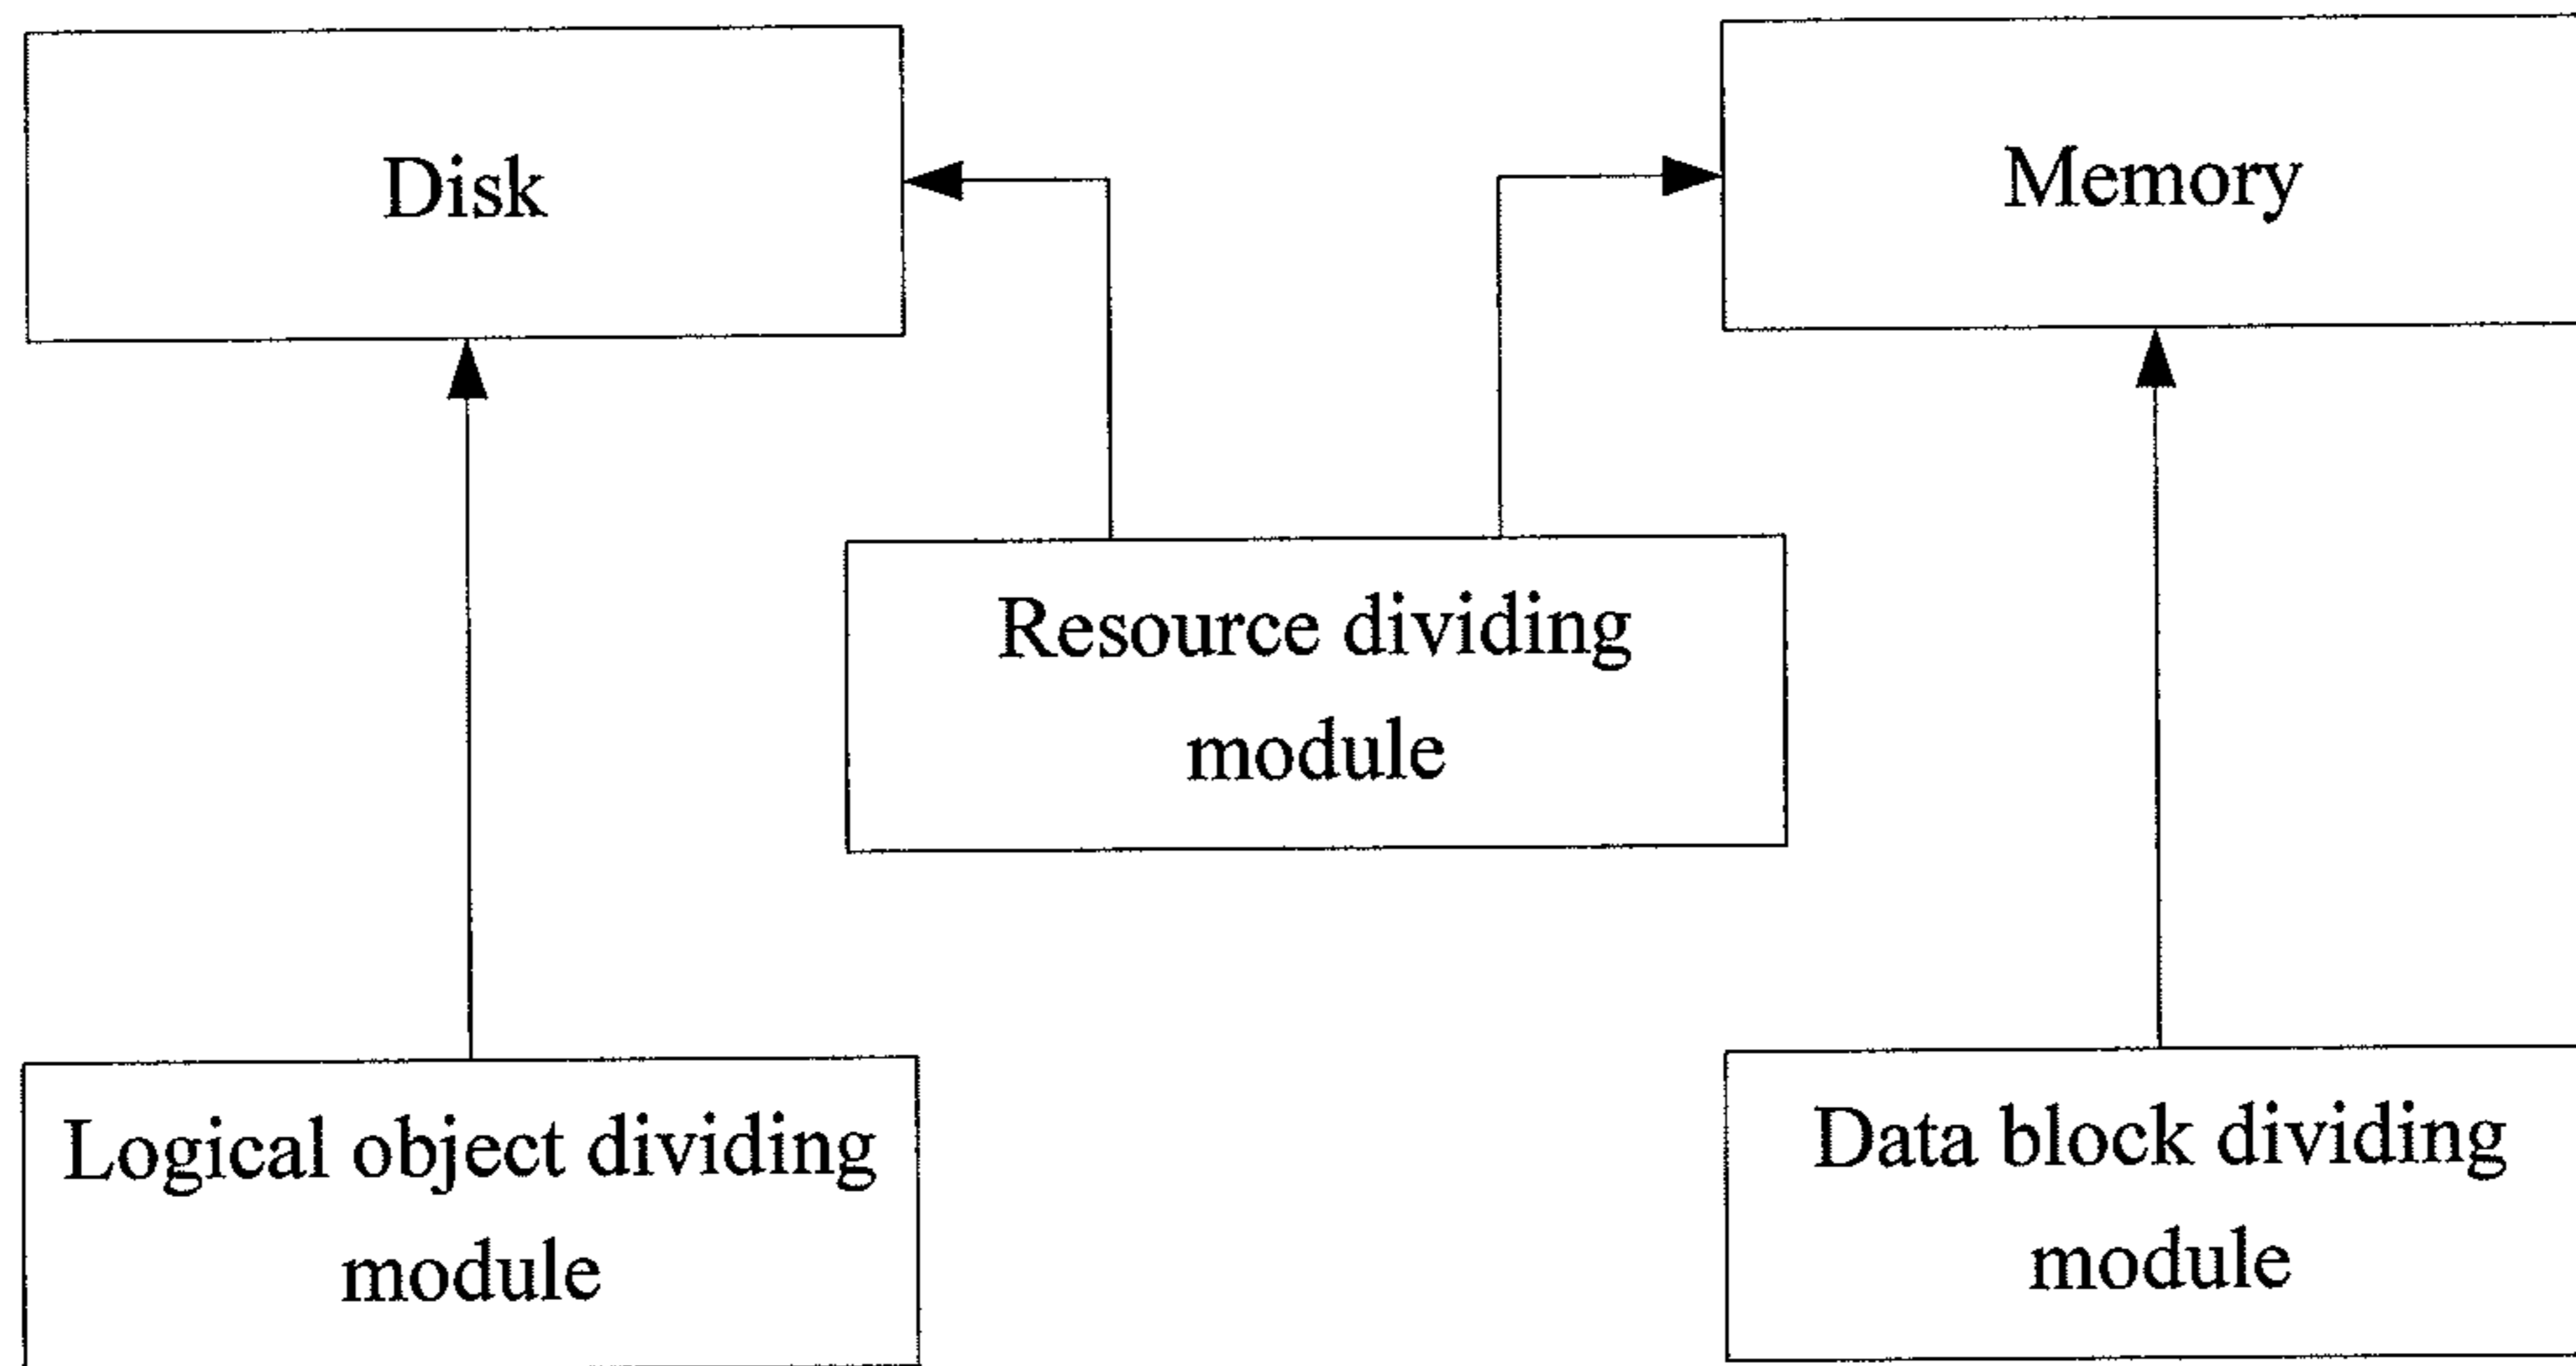 Disk
Memory
Resource dividing
module
Logical object dividing
module
Data block dividing
module